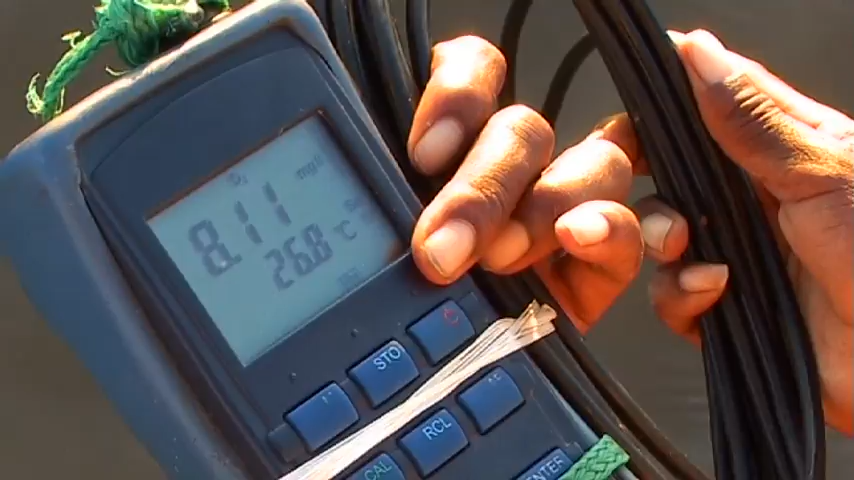 mg/L
8.11
26.8 °C
STO
RCL
CAL
ENTER